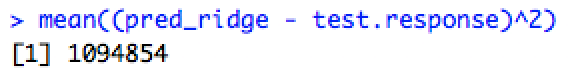 > mean((pred_ridge - test.response)^2)
[1] 1094854